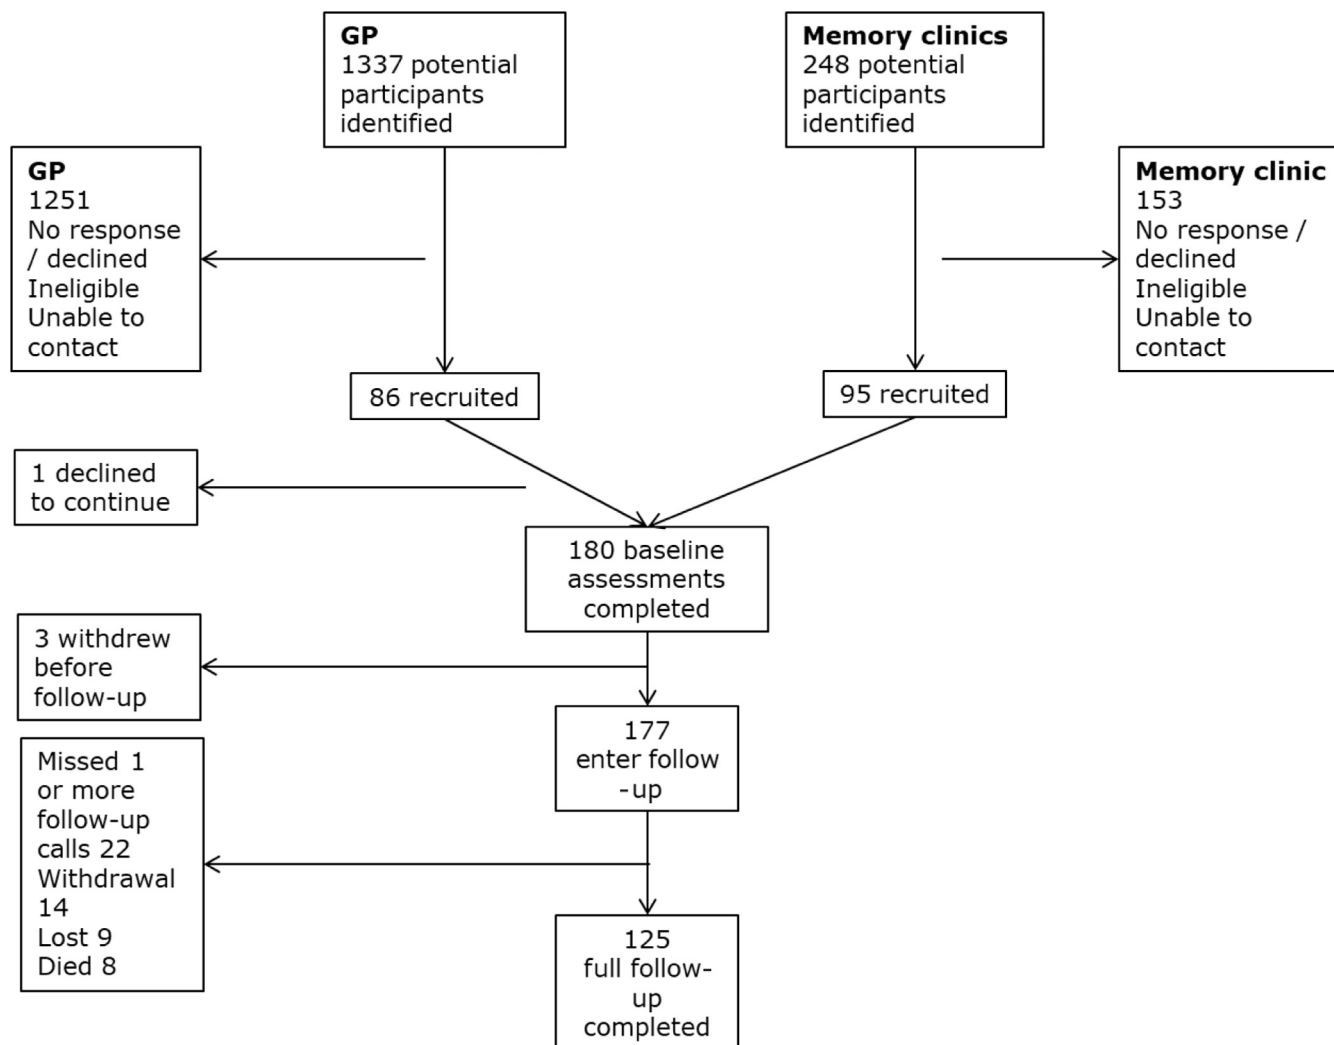 GP
1337 potential
participants
identified
Memory clinics
248 potential
participants
identified
GP
1251
No response
/ declined
Ineligible
Unable to
contact
Memory clinic
153
No response /
declined
Ineligible
Unable to
contact
86 recruited
95 recruited
1 declined
to continue
180 baseline
assessments
completed
3 withdrew
before
follow-up
177
enter follow
-up
Missed 1
or more
follow-up
calls 22
Withdrawal
14
Lost 9
Died 8
125
full follow-
up
completed